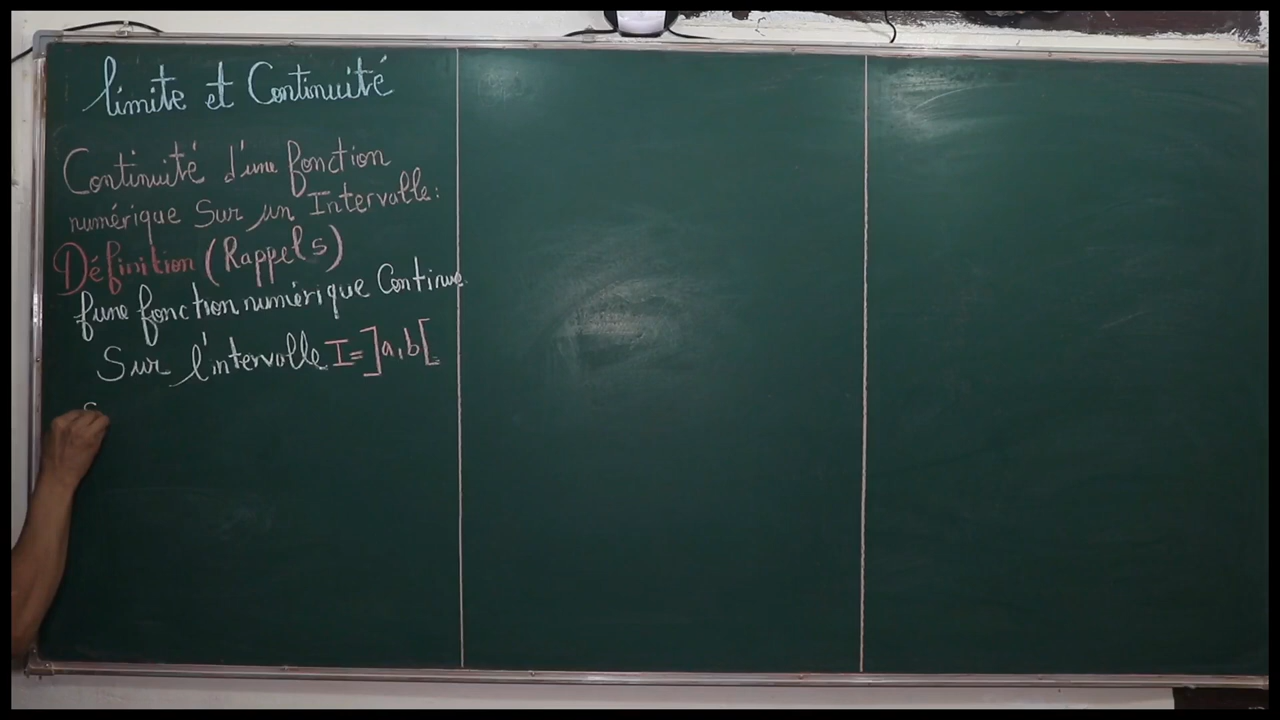 limite et Continuité
Continuité d'une fonction
numérique Sur un Intervalle:
Définition (Rappels)
f une fonction numérique Continue
Sur l'intervalle I=]a,b[
S